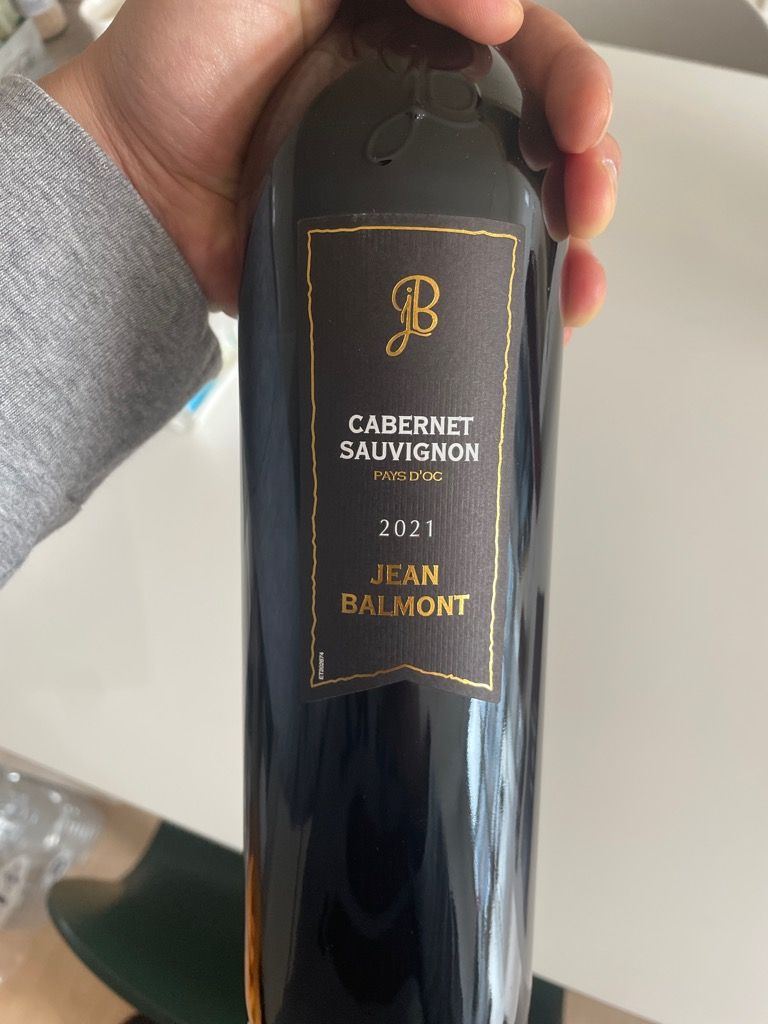 jB
CABERNET
SAUVIGNON
PAYS D'OC
2021
JEAN
BALMONT